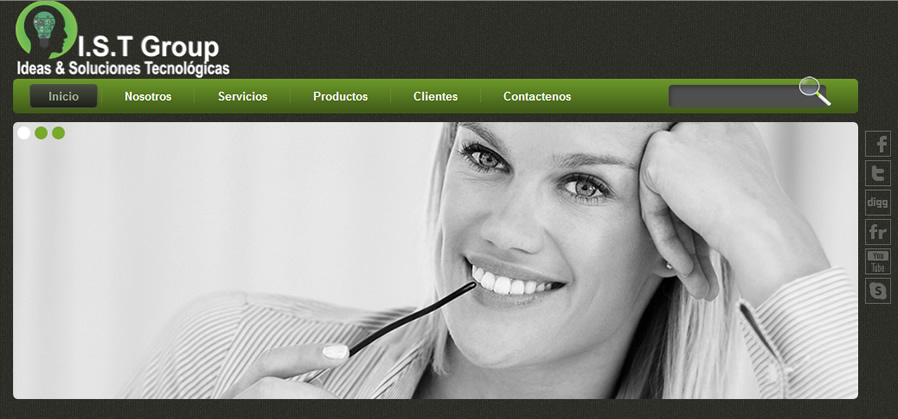 I.S.T Group
Ideas & Soluciones Tecnológicas
Inicio Nosotros Servicios Productos Clientes Contactenos
f
t
digg
fr
You
Tube
S